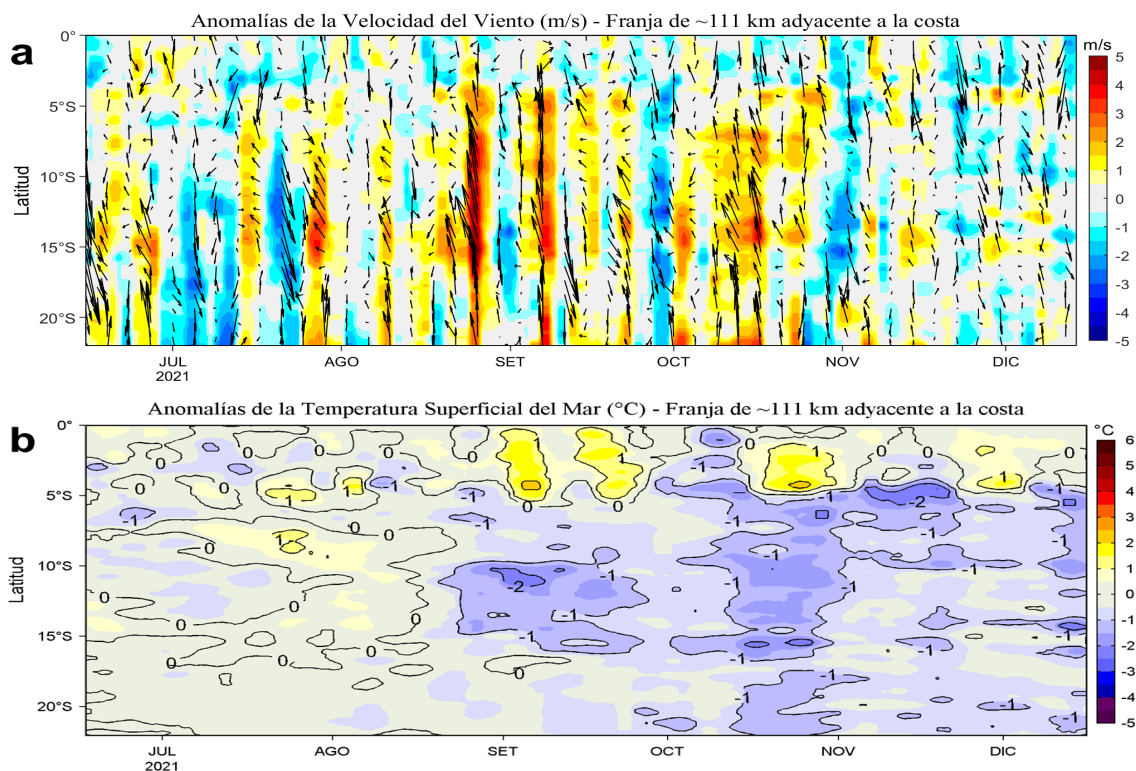 Anomalías de la Velocidad del Viento (m/s) - Franja de ~111 km adyacente a la costa
a
m/s
Latitud
0°
5°S
10°S
15°S
20°S
5
4
3
2
1
0
-1
-2
-3
-4
-5
JUL AGO SET OCT NOV DIC
2021
Anomalías de la Temperatura Superficial del Mar (°C) - Franja de ~111 km adyacente a la costa
b
°C
Latitud
0°
5°S
10°S
15°S
20°S
6
5
4
3
2
1
0
-1
-2
-3
-4
-5
JUL AGO SET OCT NOV DIC
2021